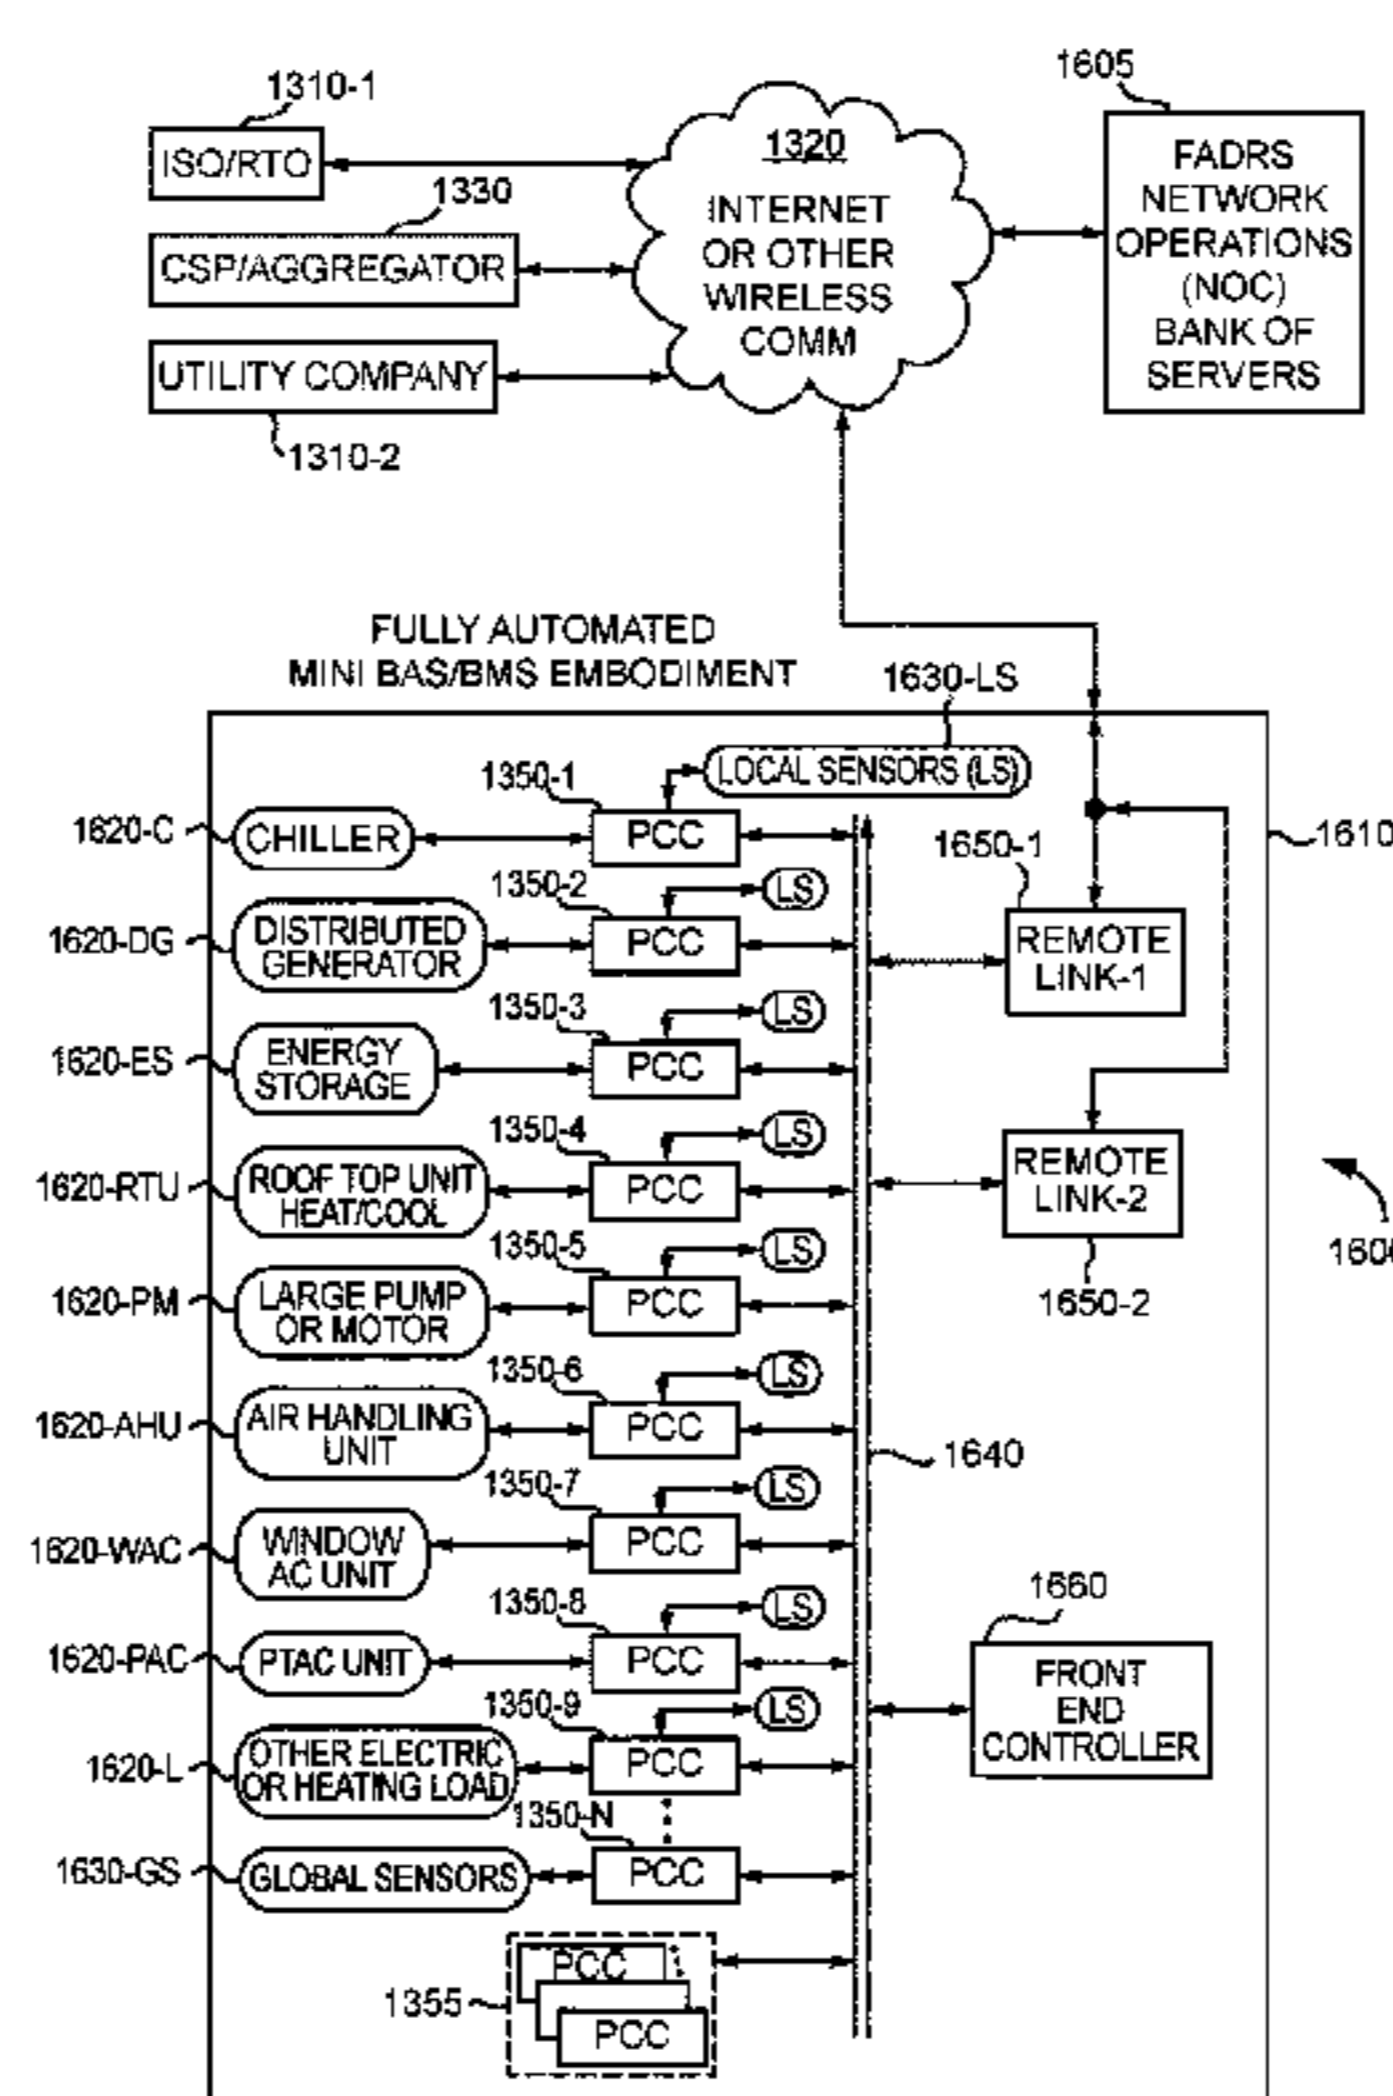 1310-1
ISO/RTO
1330
CSP/AGGREGATOR
UTILITY COMPANY
1310-2
1320
INTERNET
OR OTHER
WIRELESS
COMM
1605
FADRS
NETWORK
OPERATIONS
(NOC)
BANK OF
SERVERS
FULLY AUTOMATED
MINI BAS/BMS EMBODIMENT
1630-LS
LOCAL SENSORS (LS)
1350-1
1620-C
CHILLER
PCC
1610
1650-1
1350-2
LS
1620-DG
DISTRIBUTED
GENERATOR
PCC
REMOTE
LINK-1
1350-3
LS
1620-ES
ENERGY
STORAGE
PCC
1350-4
LS
1620-RTU
ROOF TOP UNIT
HEAT/COOL
PCC
REMOTE
LINK-2
1650-2
1350-5
LS
1620-PM
LARGE PUMP
OR MOTOR
PCC
1350-6
LS
1620-AHU
AIR HANDLING
UNIT
PCC
1640
1350-7
LS
1620-WAC
WINDOW
AC UNIT
PCC
1350-8
LS
1620-PAC
PTAC UNIT
PCC
1660
FRONT
END
CONTROLLER
1350-9
LS
1620-L
OTHER ELECTRIC
OR HEATING LOAD
PCC
1350-N
1630-GS
GLOBAL SENSORS
PCC
1355
PCC
PCC